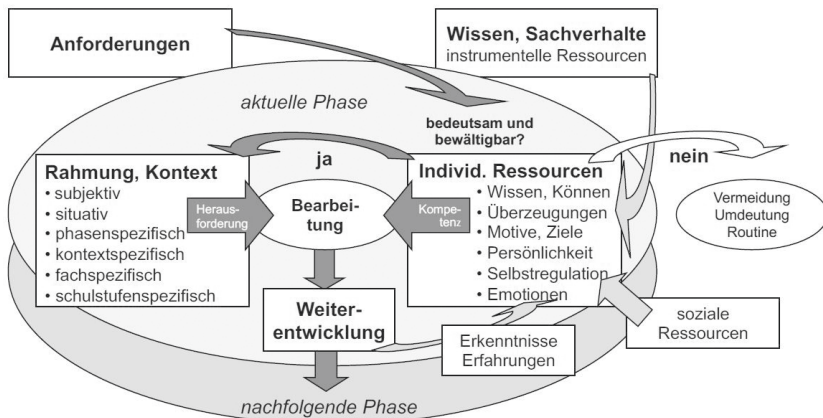 Anforderungen
Wissen, Sachverhalte
instrumentelle Ressourcen
aktuelle Phase
bedeutsam und
bewältigbar?
ja
nein
Rahmung, Kontext
• subjektiv
• situativ
• phasenspezifisch
• kontextspezifisch
• fachspezifisch
• schulstufenspezifisch
Heraus-
forderung
Bearbei-
tung
Kompe-
tenz
Individ. Ressourcen
• Wissen, Können
• Überzeugungen
• Motive, Ziele
• Persönlichkeit
• Selbstregulation
• Emotionen
Vermeidung
Umdeutung
Routine
Weiter-
entwicklung
Erkenntnisse
Erfahrungen
soziale
Ressourcen
nachfolgende Phase